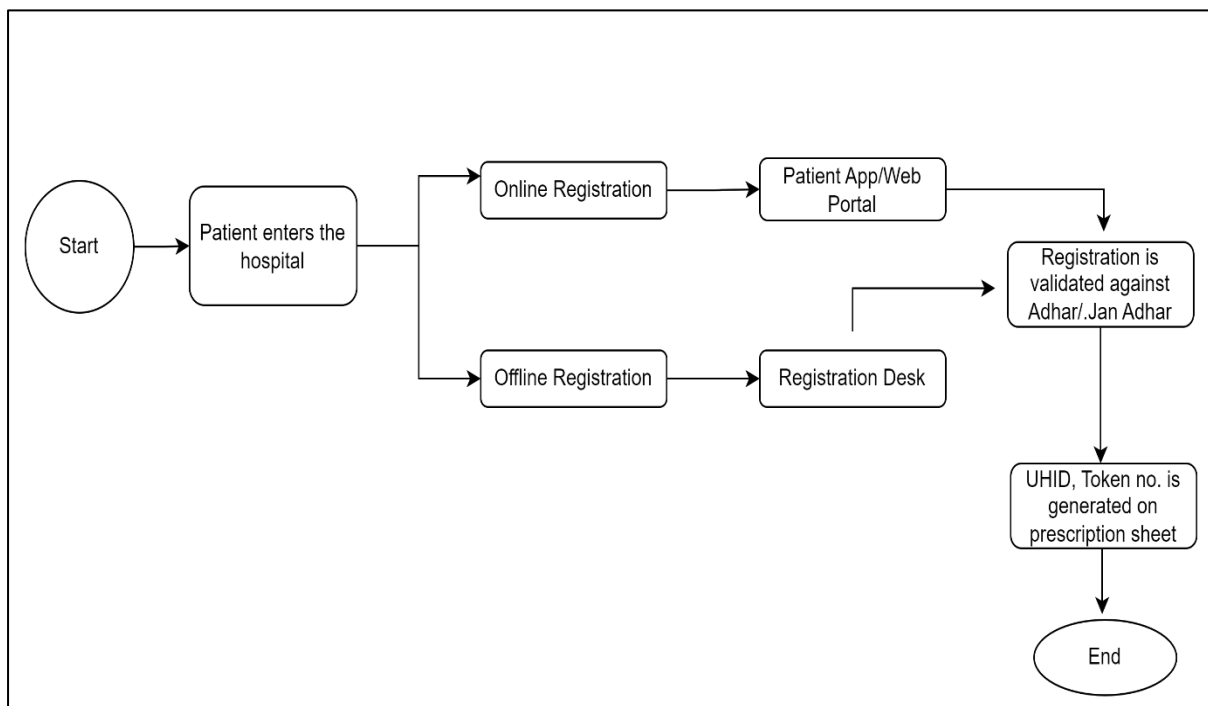 Start
Patient enters the
hospital
Online Registration
Patient App/Web
Portal
Offline Registration
Registration Desk
Registration is
validated against
Adhar/.Jan Adhar
UHID, Token no. is
generated on
prescription sheet
End